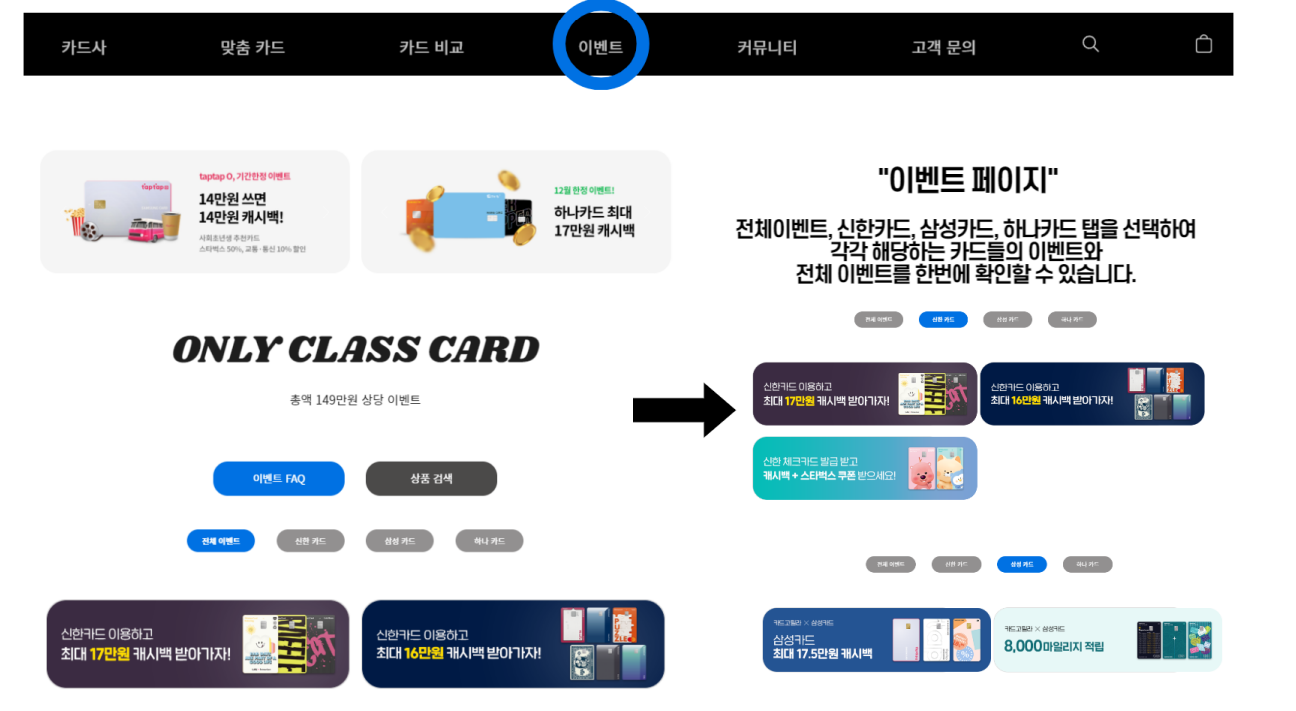 카드사
맞춤 카드
카드 비교
이벤트
커뮤니티
고객 문의
taptap
taptap O, 기간한정 이벤트
14만원 쓰면
14만원 캐시백!
사회초년생 추천카드
스타벅스 50%, 교통·통신 10% 할인
12월 한정 이벤트!
하나카드 최대
17만원 캐시백
ONLY CLASS CARD
총액 149만원 상당 이벤트
이벤트 FAQ
상품 검색
전체 이벤트
신한 카드
삼성 카드
하나 카드
신한카드 이용하고
최대 17만원 캐시백 받아가자!
신한카드 이용하고
최대 16만원 캐시백 받아가자!
"이벤트 페이지"
전체이벤트, 신한카드, 삼성카드, 하나카드 탭을 선택하여
각각 해당하는 카드들의 이벤트와
전체 이벤트를 한번에 확인할 수 있습니다.
전체 이벤트
신한 카드
삼성 카드
하나 카드
신한카드 이용하고
최대 17만원 캐시백 받아가자!
신한카드 이용하고
최대 16만원 캐시백 받아가자!
신한 체크카드 발급 받고
캐시백 + 스타벅스 쿠폰 받으세요!
전체 이벤트
신한 카드
삼성 카드
하나 카드
카드고릴라 × 삼성카드
삼성카드
최대 17.5만원 캐시백
카드고릴라 × 삼성카드
8,000마일리지 적립